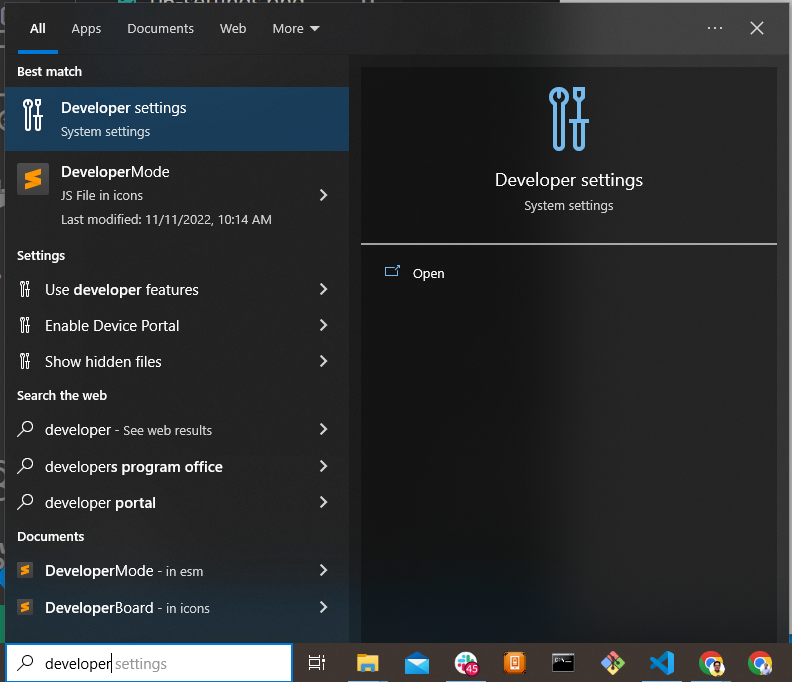 All Apps Documents Web More
Best match
Developer settings
System settings
DeveloperMode
JS File in icons
Last modified: 11/11/2022, 10:14 AM
Settings
Use developer features
Enable Device Portal
Show hidden files
Search the web
developer - See web results
developers program office
developer portal
Documents
DeveloperMode - in esm
DeveloperBoard - in icons
developer settings
Developer settings
System settings
Open
45